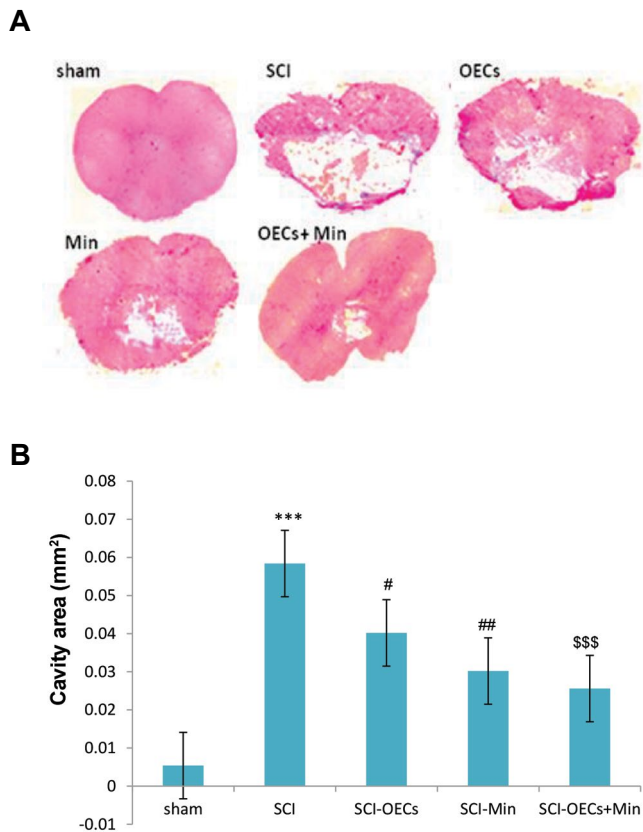 A
sham
SCI
OECs
Min
OECs+ Min
B
Cavity area (mm²)
0.08
0.07
0.06
0.05
0.04
0.03
0.02
0.01
0
-0.01
***
#
##
$$$
sham
SCI
SCI-OECs
SCI-Min
SCI-OECs+Min